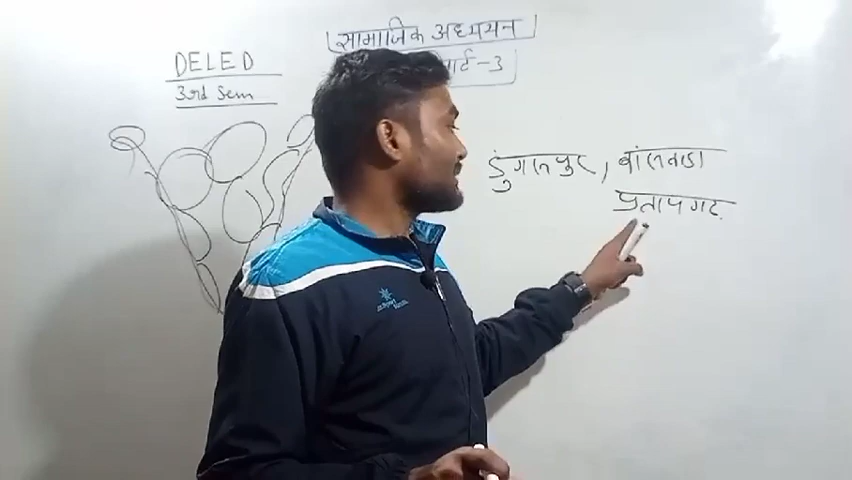 सामाजिक अध्ययन
पार्ट-3
DELED
3rd Sem
डुंगरपुर, बांसवाडा
प्रतापगढ